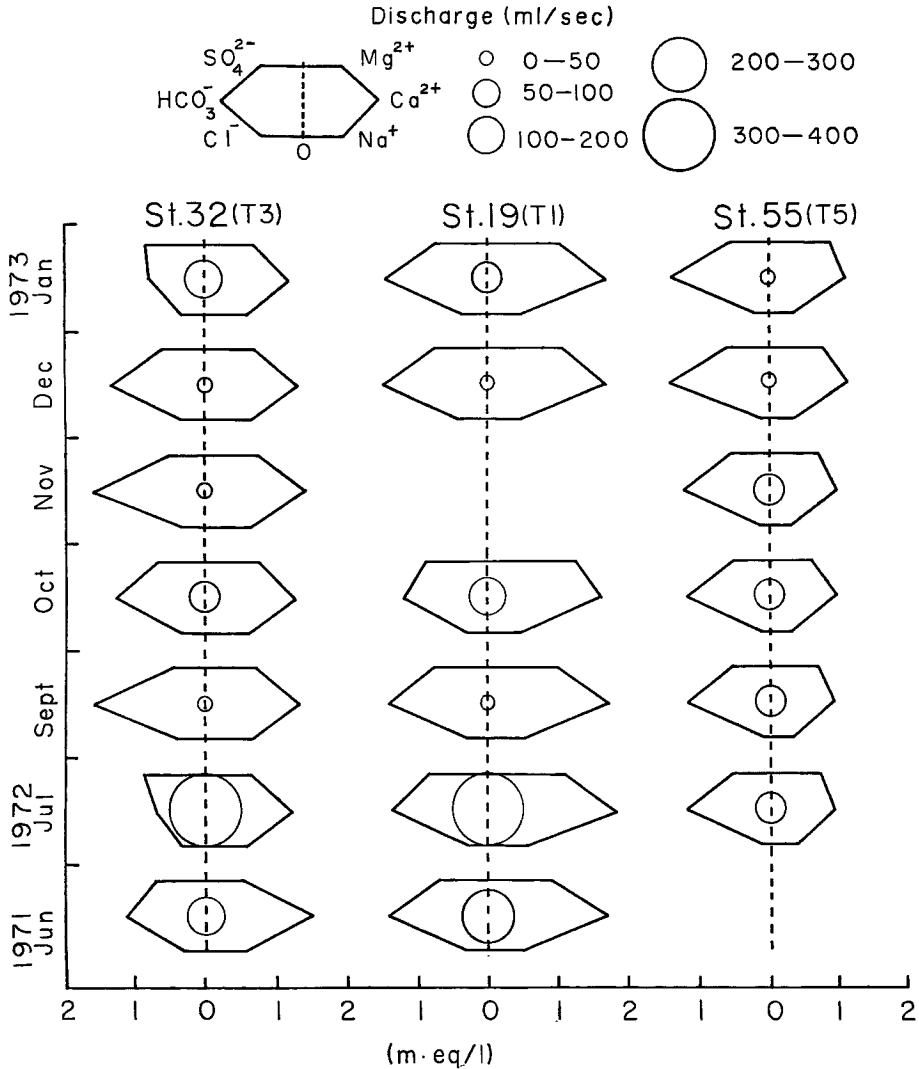 Discharge (ml/sec)
SO₄²⁻ Mg²⁺
HCO₃⁻ Ca²⁺
Cl⁻ Na⁺
0
0—50
50—100
100—200
200—300
300—400
St.32(T3) St.19(T1) St.55(T5)
1973
Jan
Dec
Nov
Oct
Sept
1972
Jul
1971
Jun
2 1 0 1 2 1 0 1 2 1 0 1 2
(m·eq/l)